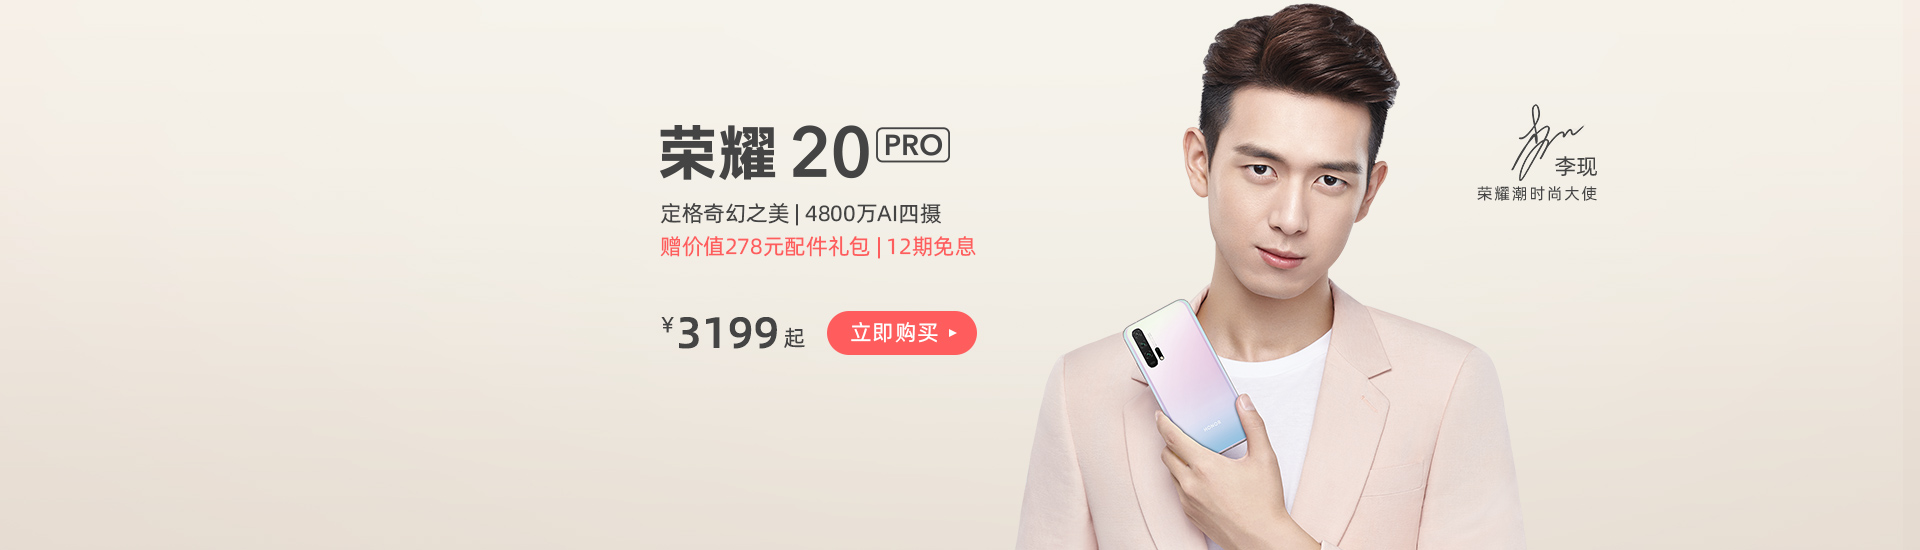 荣耀 20 PRO
定格奇幻之美 | 4800万AI四摄
赠价值278元配件礼包 | 12期免息
¥3199起
立即购买 ▸
李现
荣耀潮时尚大使
HONOR